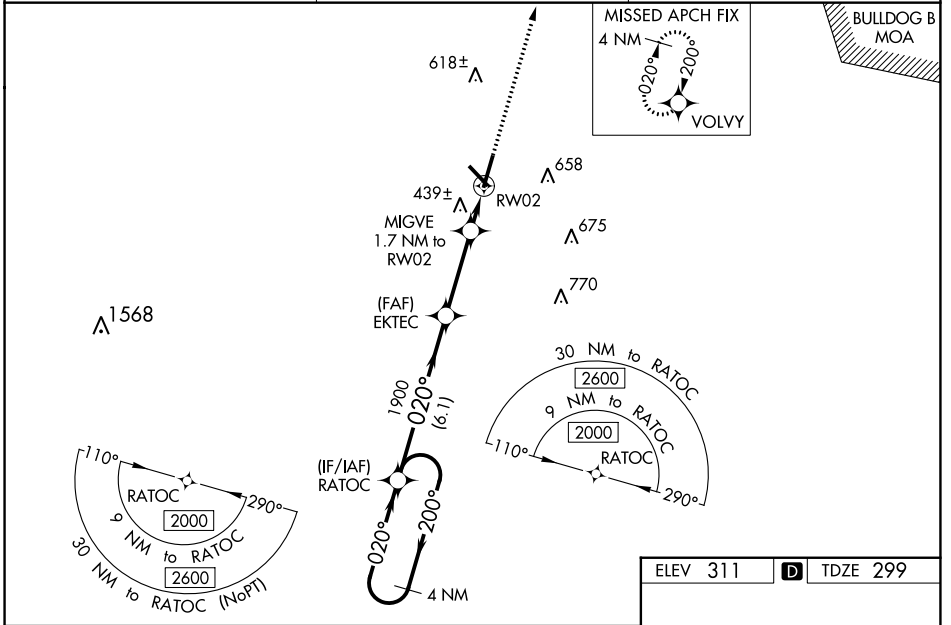 MISSED APCH FIX
4 NM
020°
200°
VOLVY
BULLDOG B
MOA
618±
658
439±
RW02
MIGVE
1.7 NM to
RW02
675
770
(FAF)
EKTEC
1568
1900
020°
(6.1)
30 NM to RATOC
2600
9 NM to RATOC
2000
110°
RATOC
290°
(IF/IAF)
RATOC
020°
200°
4 NM
110°
RATOC
290°
2000
9 NM to RATOC
2600
30 NM to RATOC (NoPT)
ELEV 311 D TDZE 299